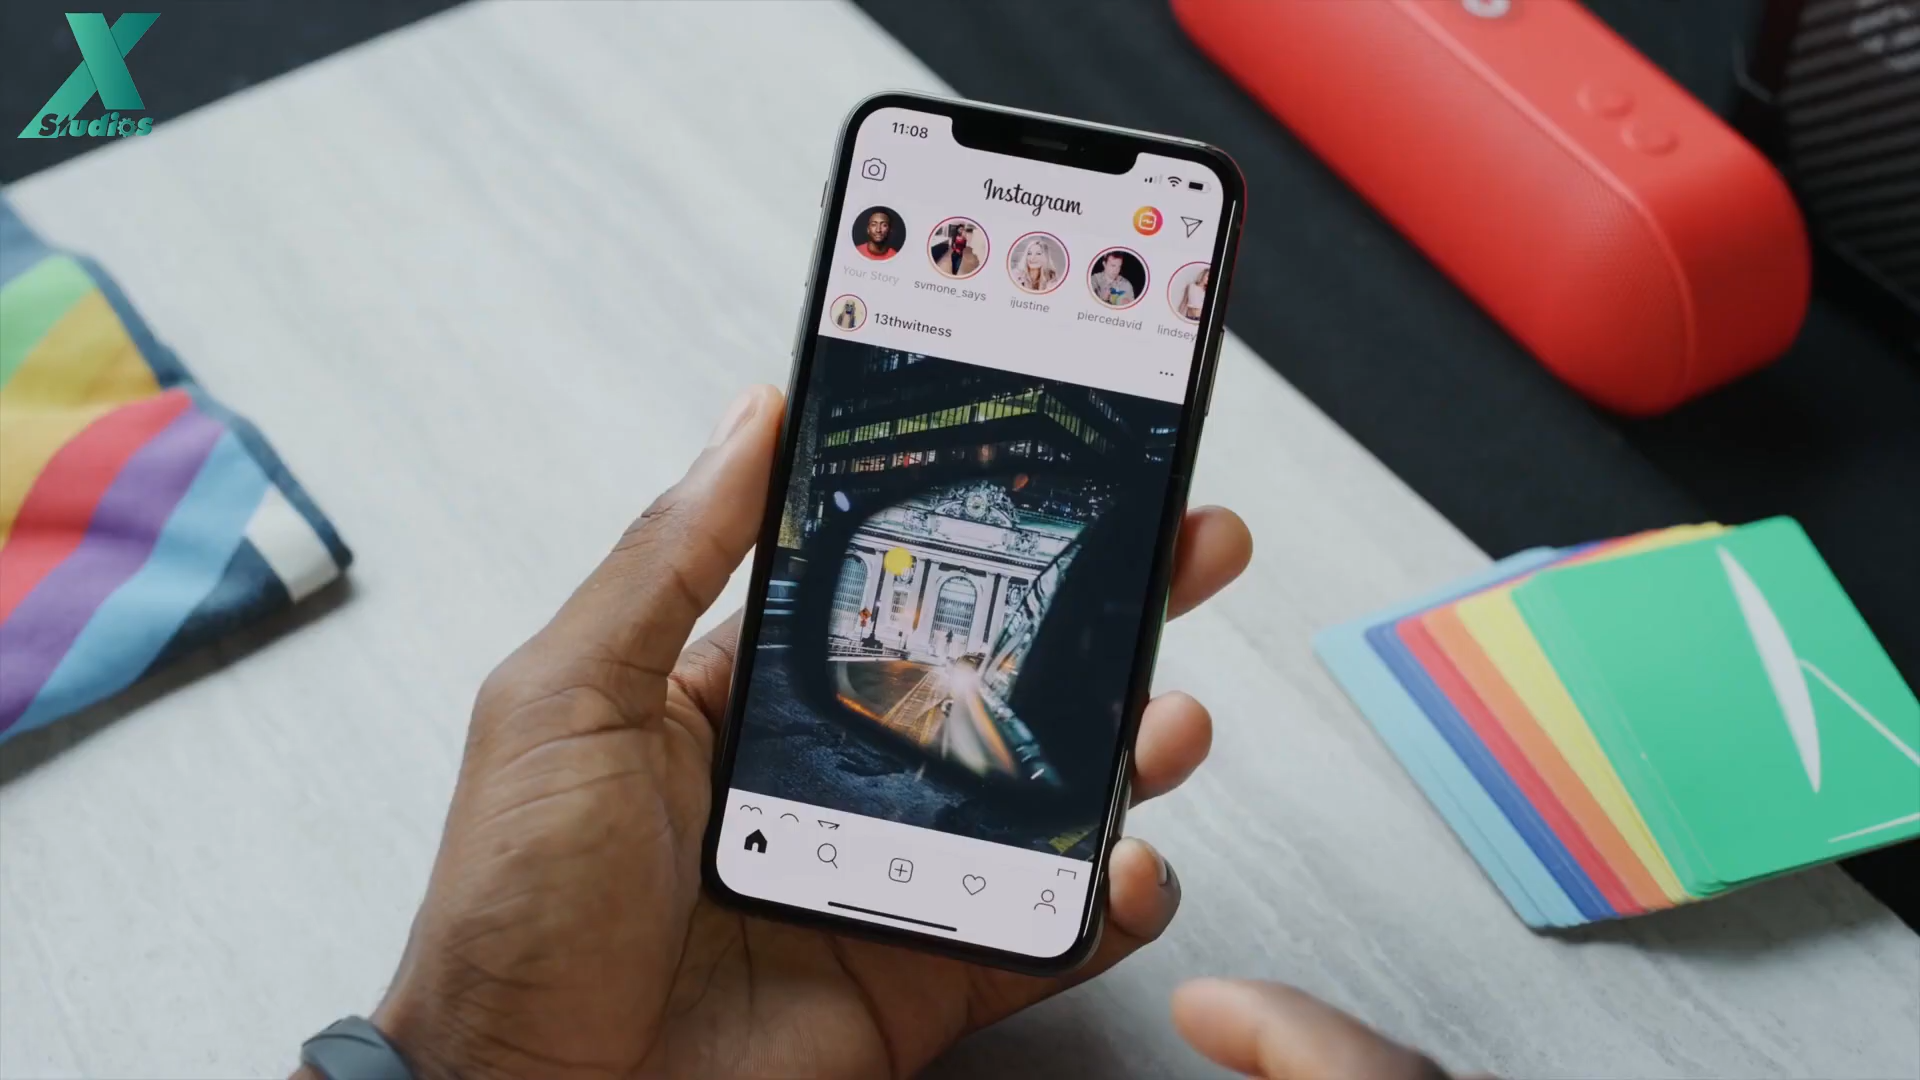 X
Studios
11:08
Instagram
Your Story
svmone_says
ijustine
piercedavid
lindsey
13thwitness